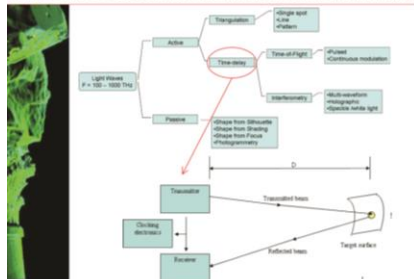 Triangulation
•Single spot
•Line
•Pattern
Active
Time-delay
Time-of-Flight
•Pulsed
•Continuous modulation
Light Waves
F = 100 – 1000 THz
Interferometry
•Multi-waveform
•Holographic
•Speckle /white light
Passive
•Shape from Silhouette
•Shape from Shading
•Shape from Focus
•Photogrammetry
D
Transmitter
Transmitted beam
Clocking
electronics
Reflected beam
Target surface
Receiver